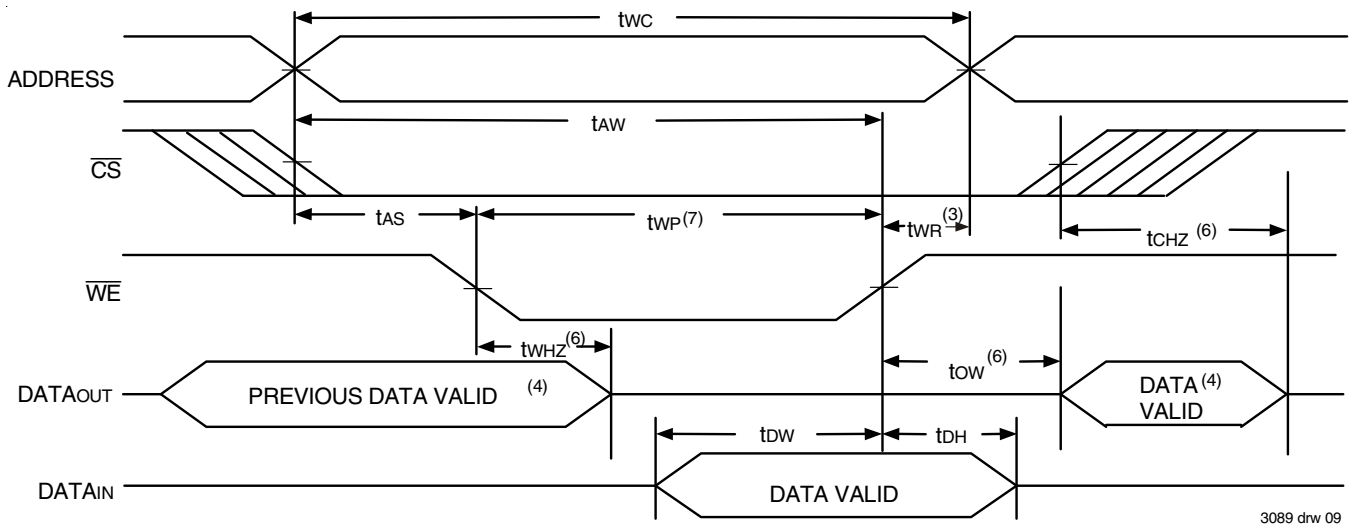 tWC
ADDRESS
tAW
CS
tAS
tWP(7)
tWR(3)
tCHZ (6)
WE
tWHZ(6)
tOW(6)
DATAOUT
PREVIOUS DATA VALID (4)
DATA (4)
VALID
tDW
tDH
DATAIN
DATA VALID
3089 drw 09